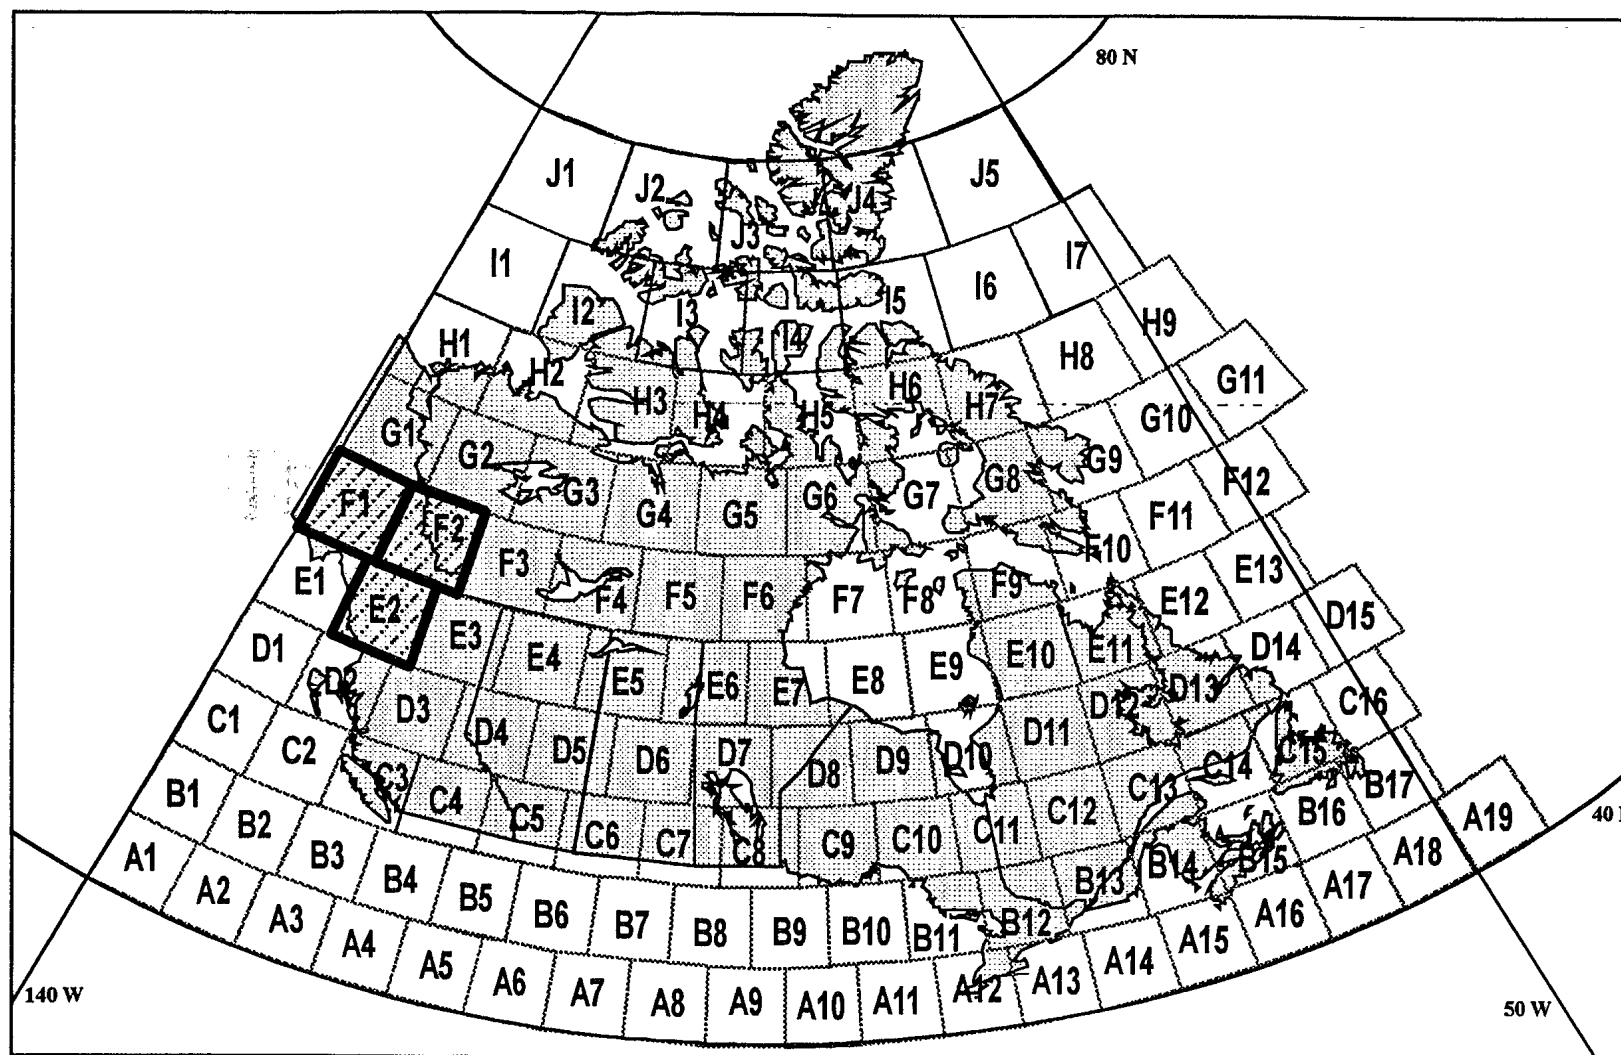 80 N
J1 J2 J3 J4 J5
I1 I2 I3 I4 I5 I6 I7
H1 H2 H3 H4 H5 H6 H7 H8 H9
G1 G2 G3 G4 G5 G6 G7 G8 G9 G10 G11
F1 F2 F3 F4 F5 F6 F7 F8 F9 F10 F11 F12
E1 E2 E3 E4 E5 E6 E7 E8 E9 E10 E11 E12 E13
D1 D2 D3 D4 D5 D6 D7 D8 D9 D10 D11 D12 D13 D14 D15
C1 C2 C3 C4 C5 C6 C7 C8 C9 C10 C11 C12 C13 C14 C15 C16
B1 B2 B3 B4 B5 B6 B7 B8 B9 B10 B11 B12 B13 B14 B15 B16 B17
A1 A2 A3 A4 A5 A6 A7 A8 A9 A10 A11 A12 A13 A14 A15 A16 A17 A18 A19
40
140 W
50 W